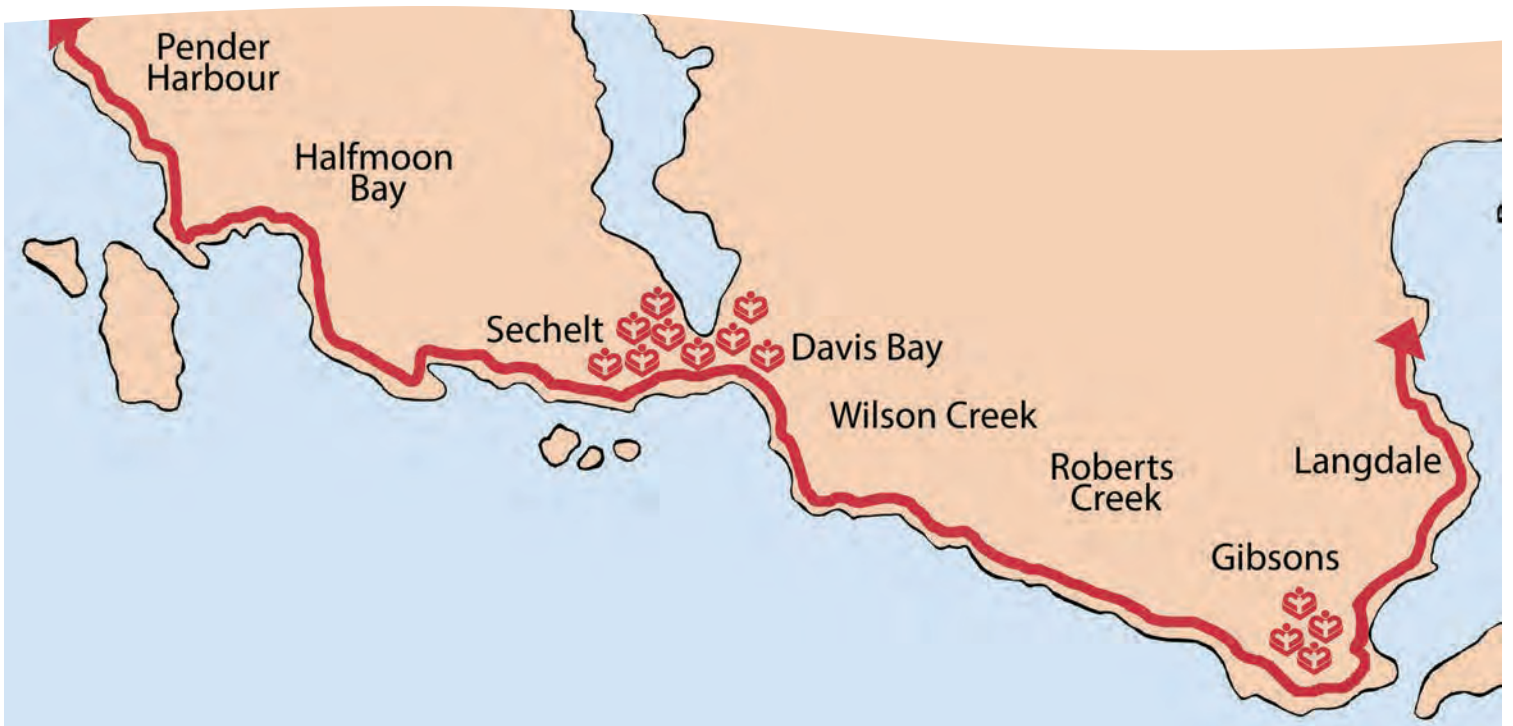 Pender
Harbour
Halfmoon
Bay
Sechelt
Davis Bay
Wilson Creek
Roberts
Creek
Langdale
Gibsons